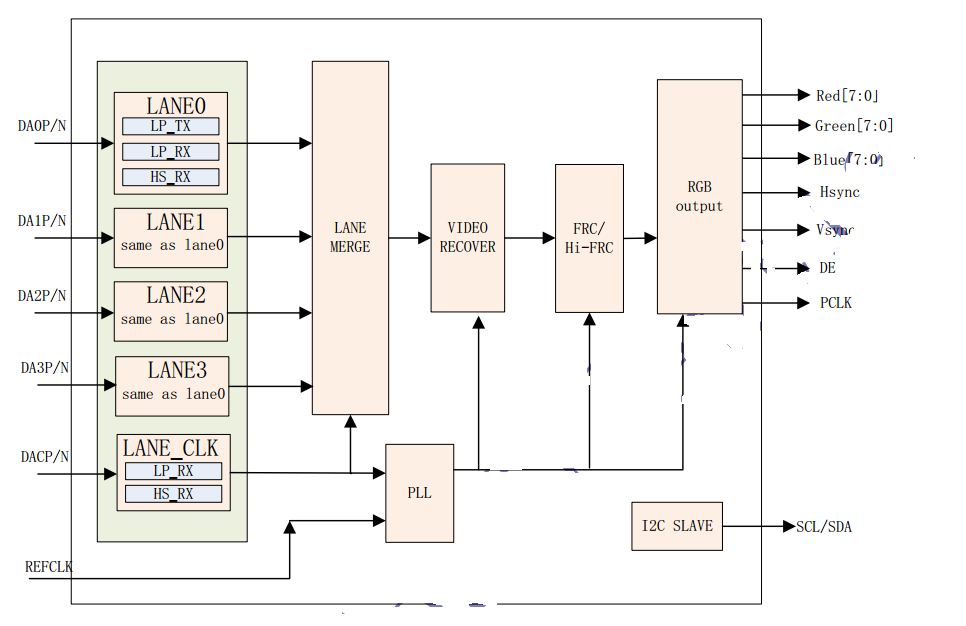 DA0P/N
LANE0
LP_TX
LP_RX
HS_RX
DA1P/N
LANE1
same as lane0
DA2P/N
LANE2
same as lane0
DA3P/N
LANE3
same as lane0
DACP/N
LANE_CLK
LP_RX
HS_RX
REFCLK
LANE
MERGE
PLL
VIDEO
RECOVER
FRC/
Hi-FRC
RGB
output
I2C SLAVE
Red[7:0]
Green[7:0]
Blue[7:0]
Hsync
Vsync
DE
PCLK
SCL/SDA